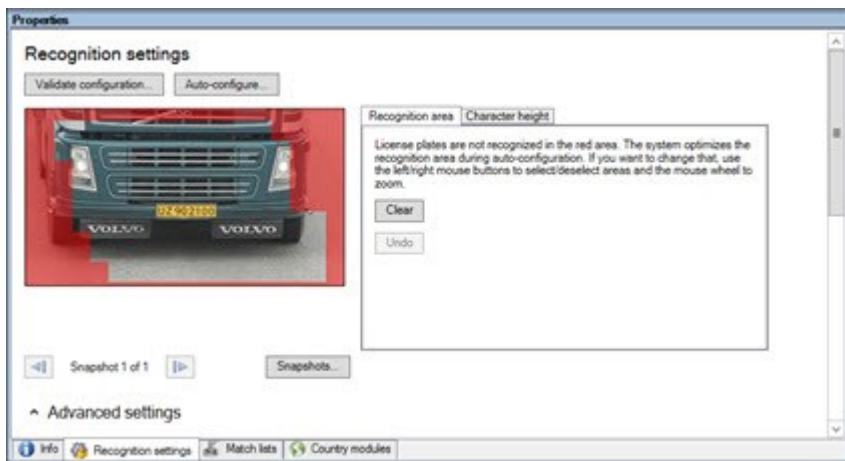 Properties
Recognition settings
Validate configuration...
Auto-configure...
Recognition area
Character height
License plates are not recognized in the red area. The system optimizes the
recognition area during auto-configuration. If you want to change that, use
the left/right mouse buttons to select/deselect areas and the mouse wheel to
zoom.
Clear
Undo
UZ 902100
VOLVO
VOLVO
Snapshot 1 of 1
Snapshots...
Advanced settings
Info
Recognition settings
Match lists
Country modules